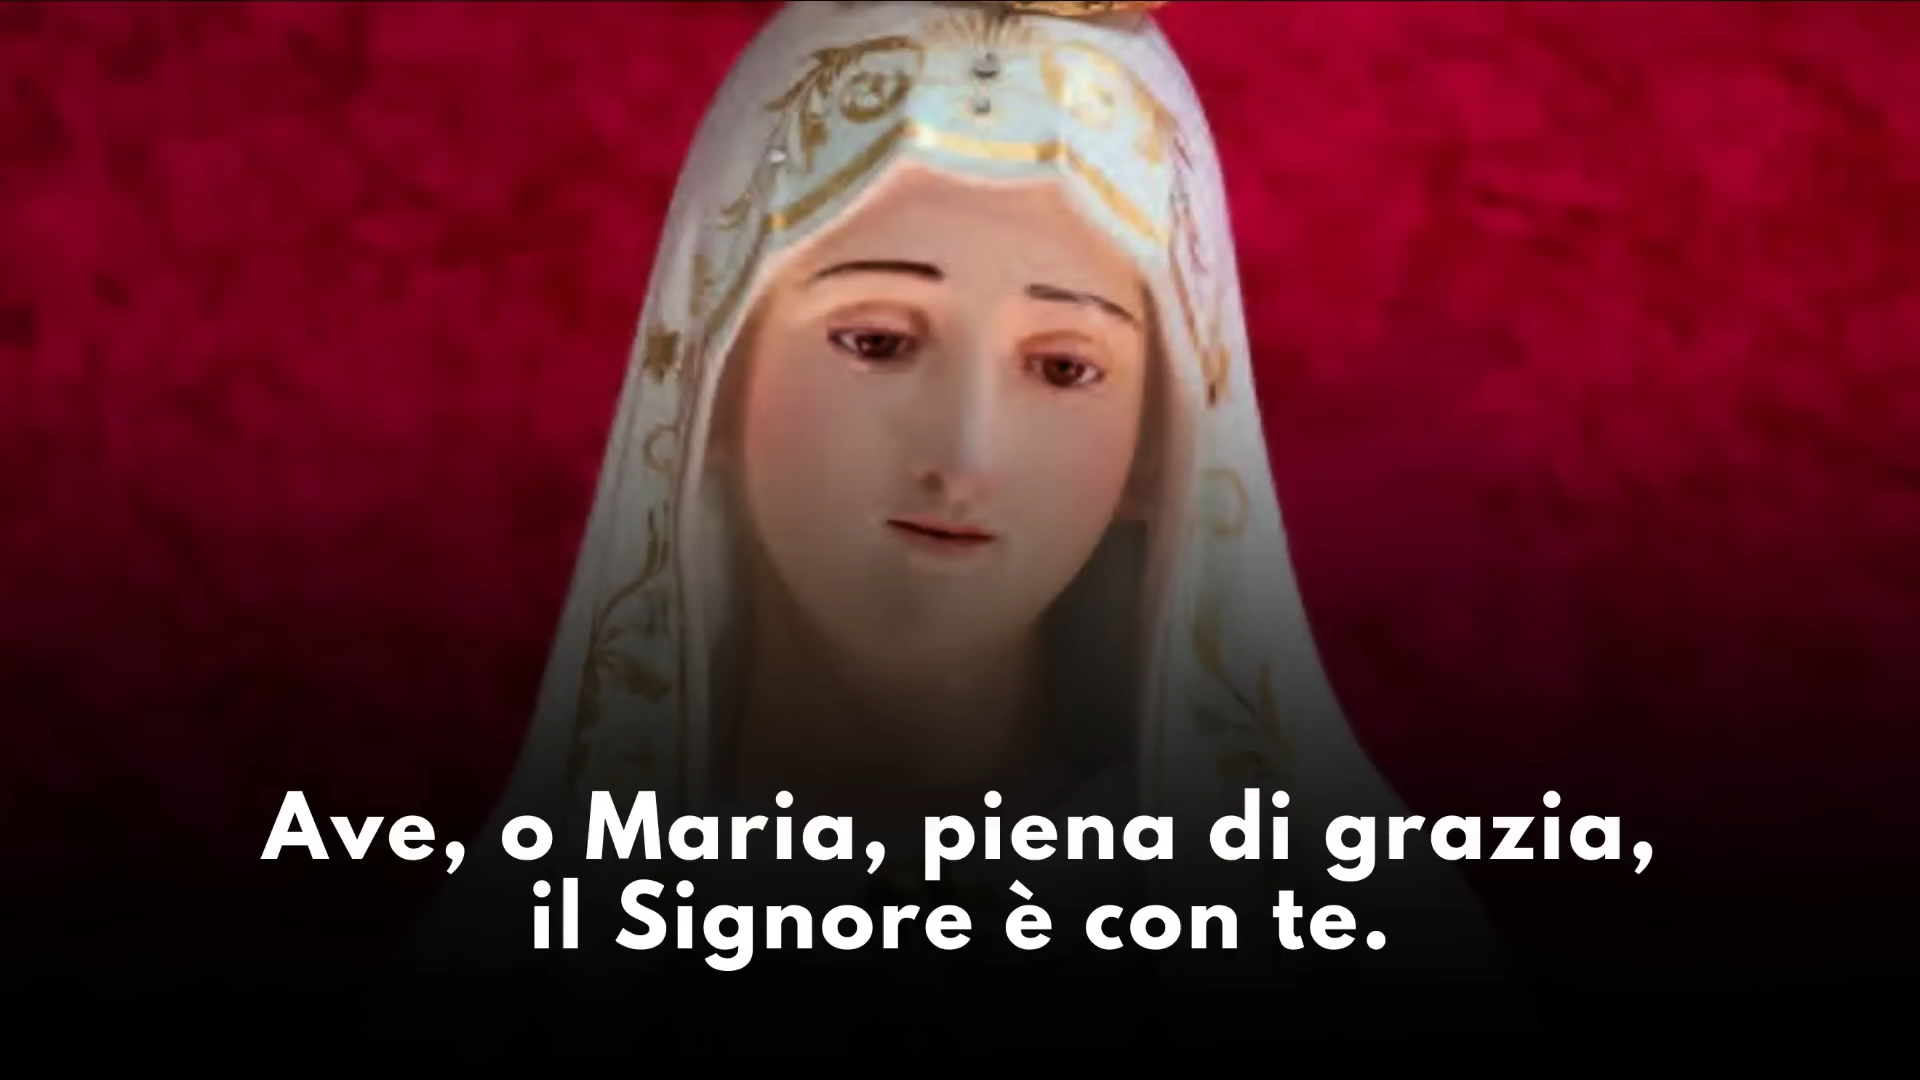 Ave, o Maria, piena di grazia,
il Signore è con te.